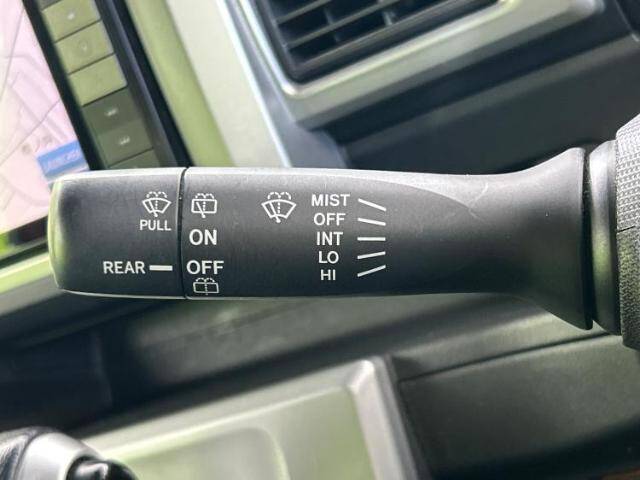 PULL
REAR
ON
OFF
MIST
OFF
INT
LO
HI